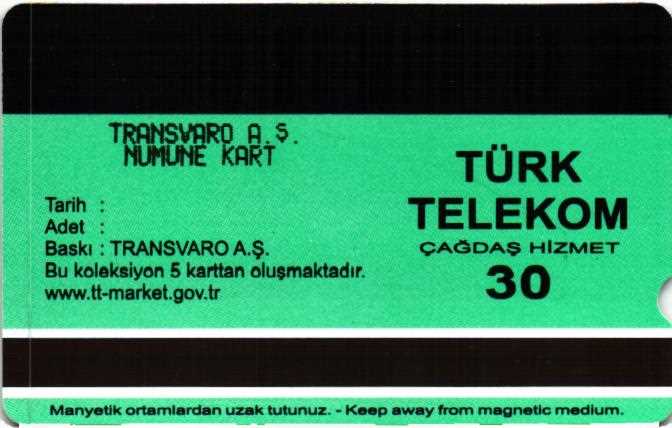 TRANSVARO A.Ş.
NUMUNE KART
TÜRK
TELEKOM
ÇAĞDAŞ HİZMET
30
Tarih :
Adet :
Baskı : TRANSVARO A.Ş.
Bu koleksiyon 5 karttan oluşmaktadır.
www.tt-market.gov.tr
Manyetik ortamlardan uzak tutunuz. - Keep away from magnetic medium.